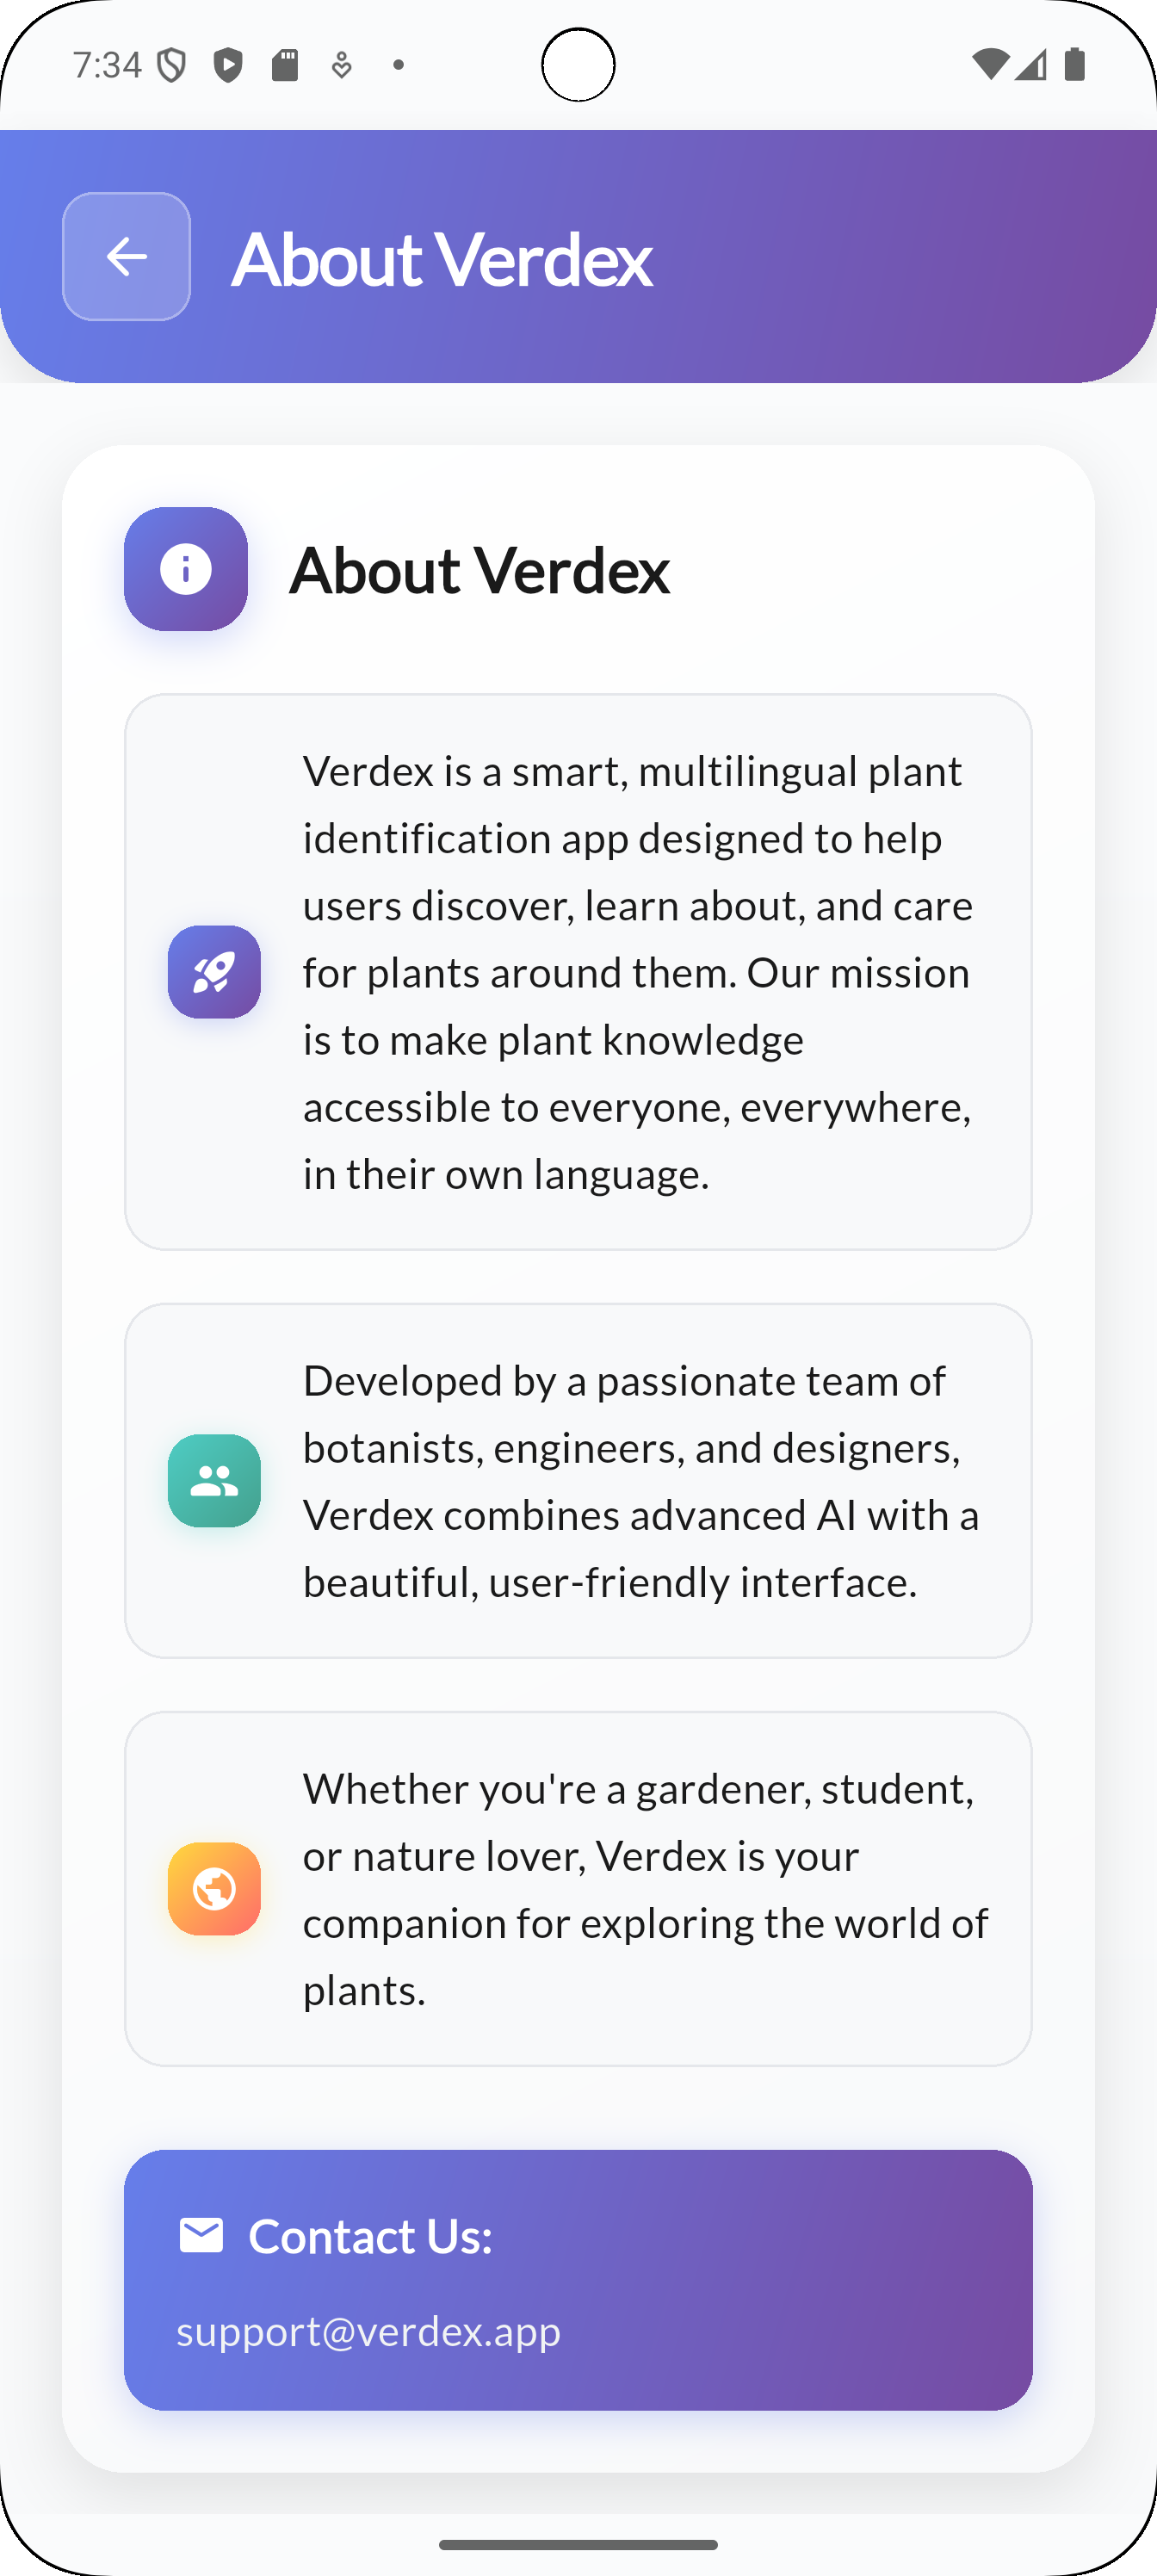 7:34
About Verdex
About Verdex
Verdex is a smart, multilingual plant
identification app designed to help
users discover, learn about, and care
for plants around them. Our mission
is to make plant knowledge
accessible to everyone, everywhere,
in their own language.
Developed by a passionate team of
botanists, engineers, and designers,
Verdex combines advanced AI with a
beautiful, user-friendly interface.
Whether you're a gardener, student,
or nature lover, Verdex is your
companion for exploring the world of
plants.
Contact Us:
support@verdex.app